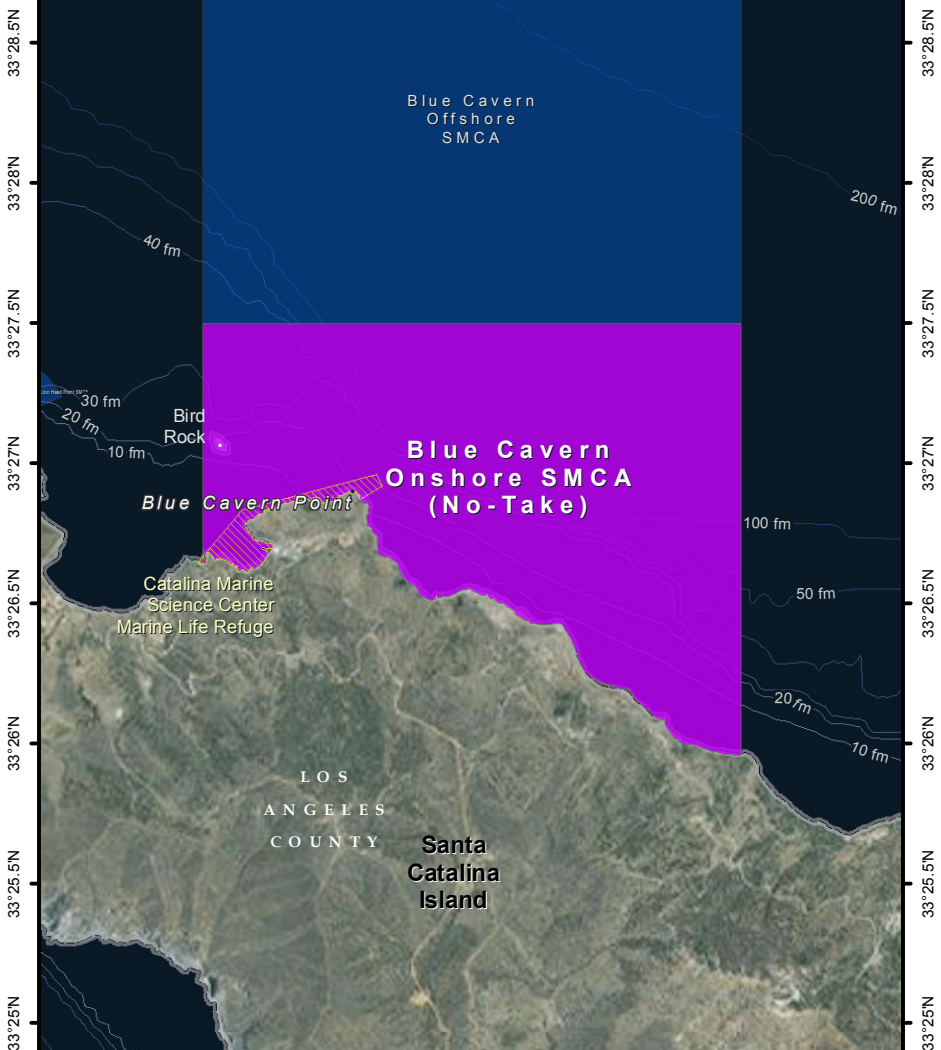 33°28.5'N
33°28.5'N
Blue Cavern
Offshore
SMCA
33°28'N
33°28'N
200 fm
40 fm
33°27.5'N
33°27.5'N
Lion Head Point SMCA
30 fm
20 fm
10 fm
Bird
Rock
33°27'N
33°27'N
Blue Cavern
Onshore SMCA
(No-Take)
Blue Cavern Point
100 fm
50 fm
Catalina Marine
Science Center
Marine Life Refuge
33°26.5'N
33°26.5'N
20 fm
10 fm
33°26'N
33°26'N
LOS
ANGELES
COUNTY
Santa
Catalina
Island
33°25.5'N
33°25.5'N
33°25'N
33°25'N